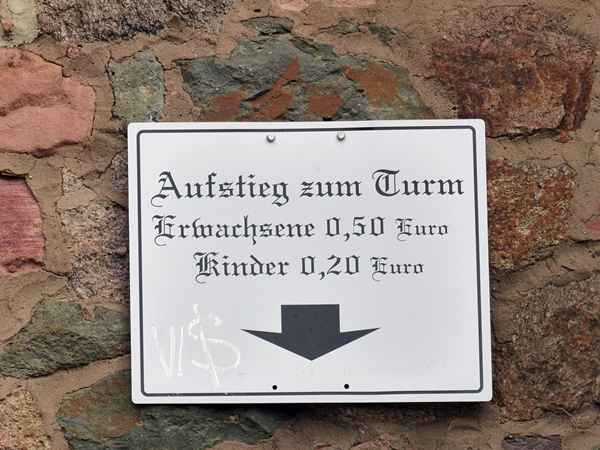 Aufstieg zum Turm
Erwachsene 0,50 Euro
Kinder 0,20 Euro